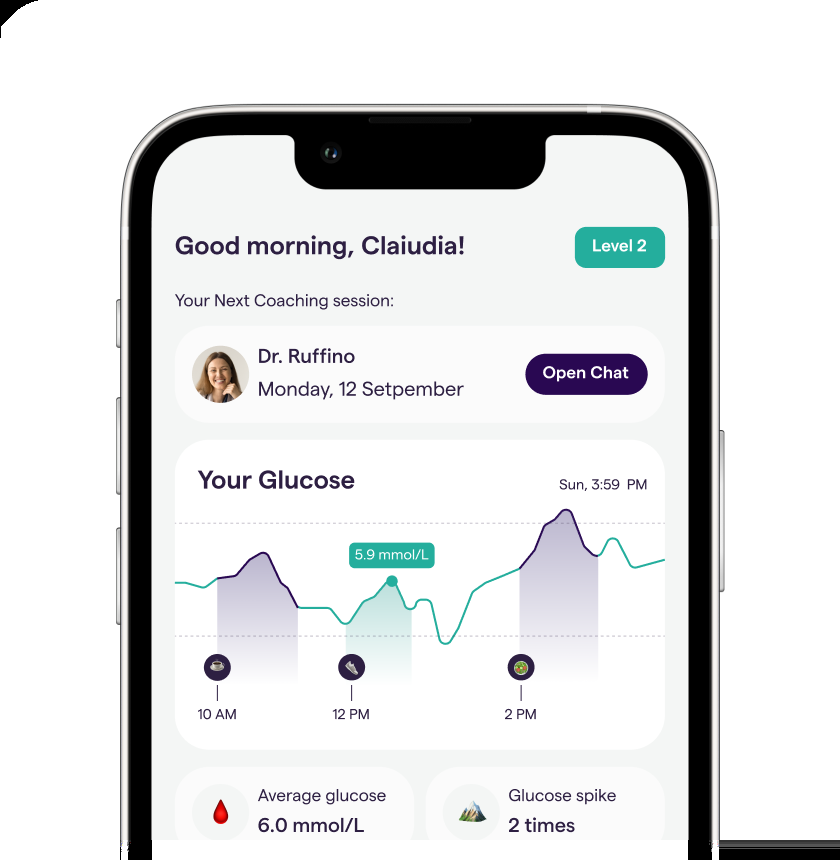 Good morning, Claiudia!
Level 2
Your Next Coaching session:
Dr. Ruffino
Monday, 12 Setpember
Open Chat
Your Glucose
Sun, 3:59 PM
5.9 mmol/L
10 AM
12 PM
2 PM
Average glucose
6.0 mmol/L
Glucose spike
2 times